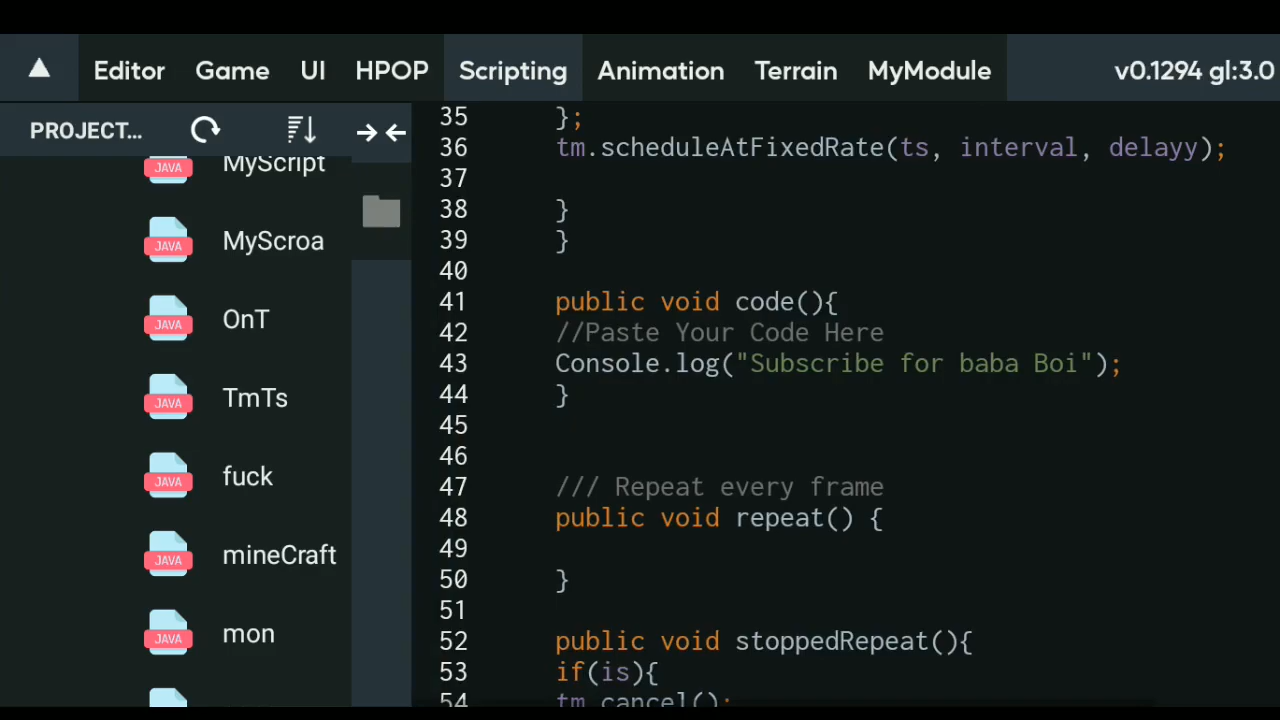 Editor Game UI HPOP Scripting Animation Terrain MyModule v0.1294 gl:3.0
PROJECT...
JAVA MyScript
JAVA MyScroa
JAVA OnT
JAVA TmTs
JAVA fuck
JAVA mineCraft
JAVA mon
35 };
36 tm.scheduleAtFixedRate(ts, interval, delayy);
37
38 }
39 }
40
41 public void code(){
42 //Paste Your Code Here
43 Console.log("Subscribe for baba Boi");
44 }
45
46
47 /// Repeat every frame
48 public void repeat() {
49
50 }
51
52 public void stoppedRepeat(){
53 if(is){
54 tm.cancel();